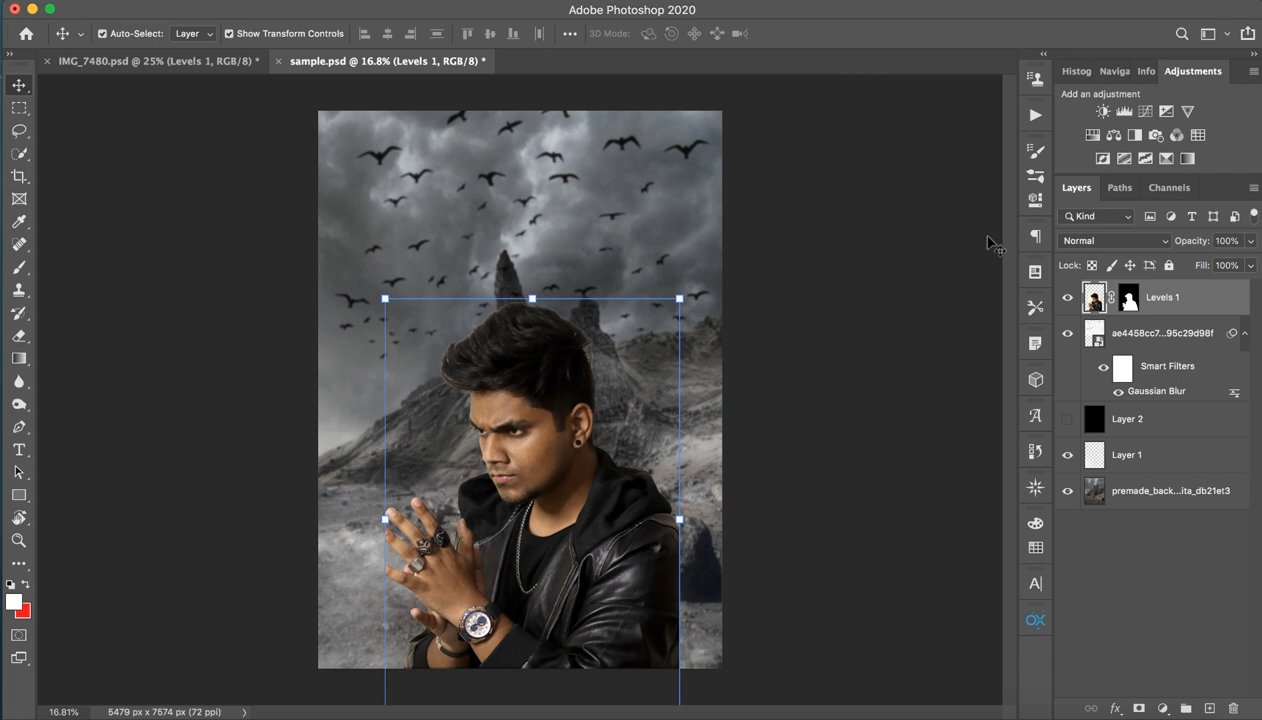 Adobe Photoshop 2020
Auto-Select: Layer Show Transform Controls 3D Mode:
IMG_7480.psd @ 25% (Levels 1, RGB/8) * sample.psd @ 16.8% (Levels 1, RGB/8) *
Histog Naviga Info Adjustments
Add an adjustment
Layers Paths Channels
Kind
Normal Opacity: 100%
Lock: Fill: 100%
Levels 1
ae4458cc7...95c29d98f
Smart Filters
Gaussian Blur
Layer 2
Layer 1
premade_back...ita_db21et3
16.81% 5479 px x 7574 px (72 ppi)